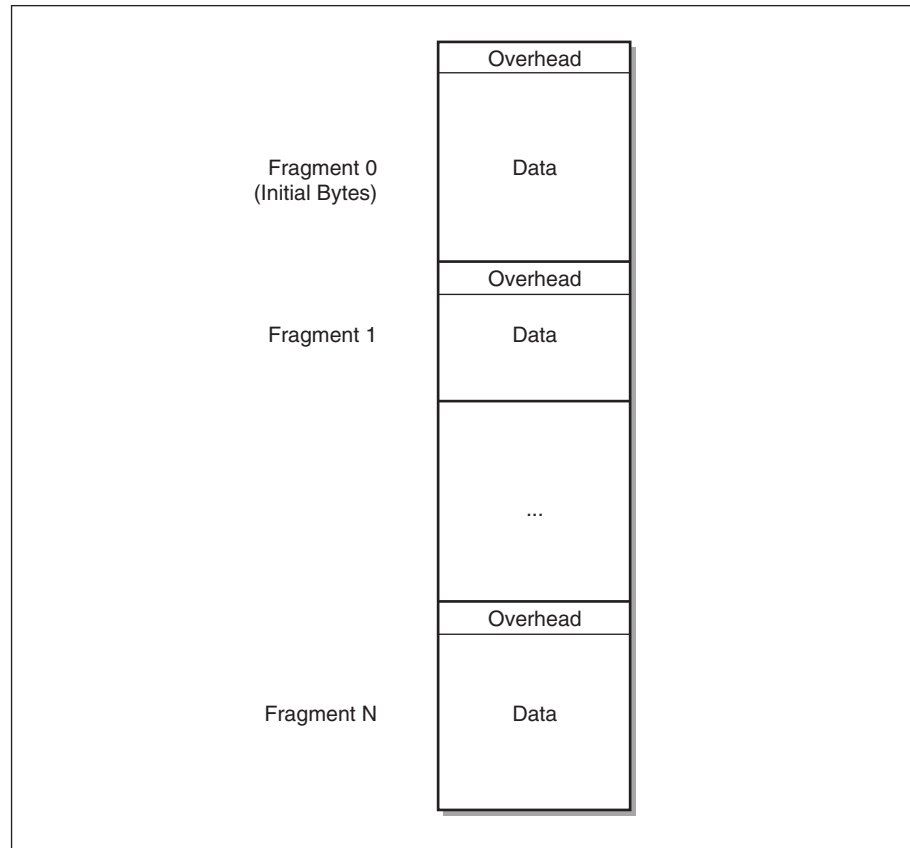 Overhead
Fragment 0
(Initial Bytes)
Data
Overhead
Fragment 1
Data
...
Overhead
Fragment N
Data